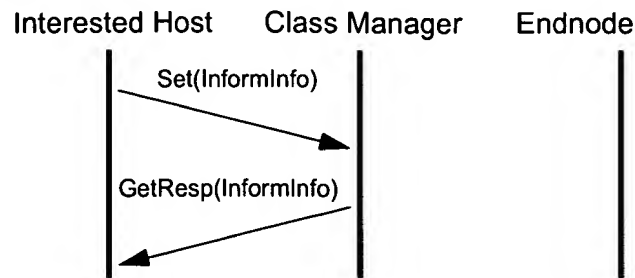 Interested Host Class Manager Endnode
Set(InformInfo)
GetResp(InformInfo)